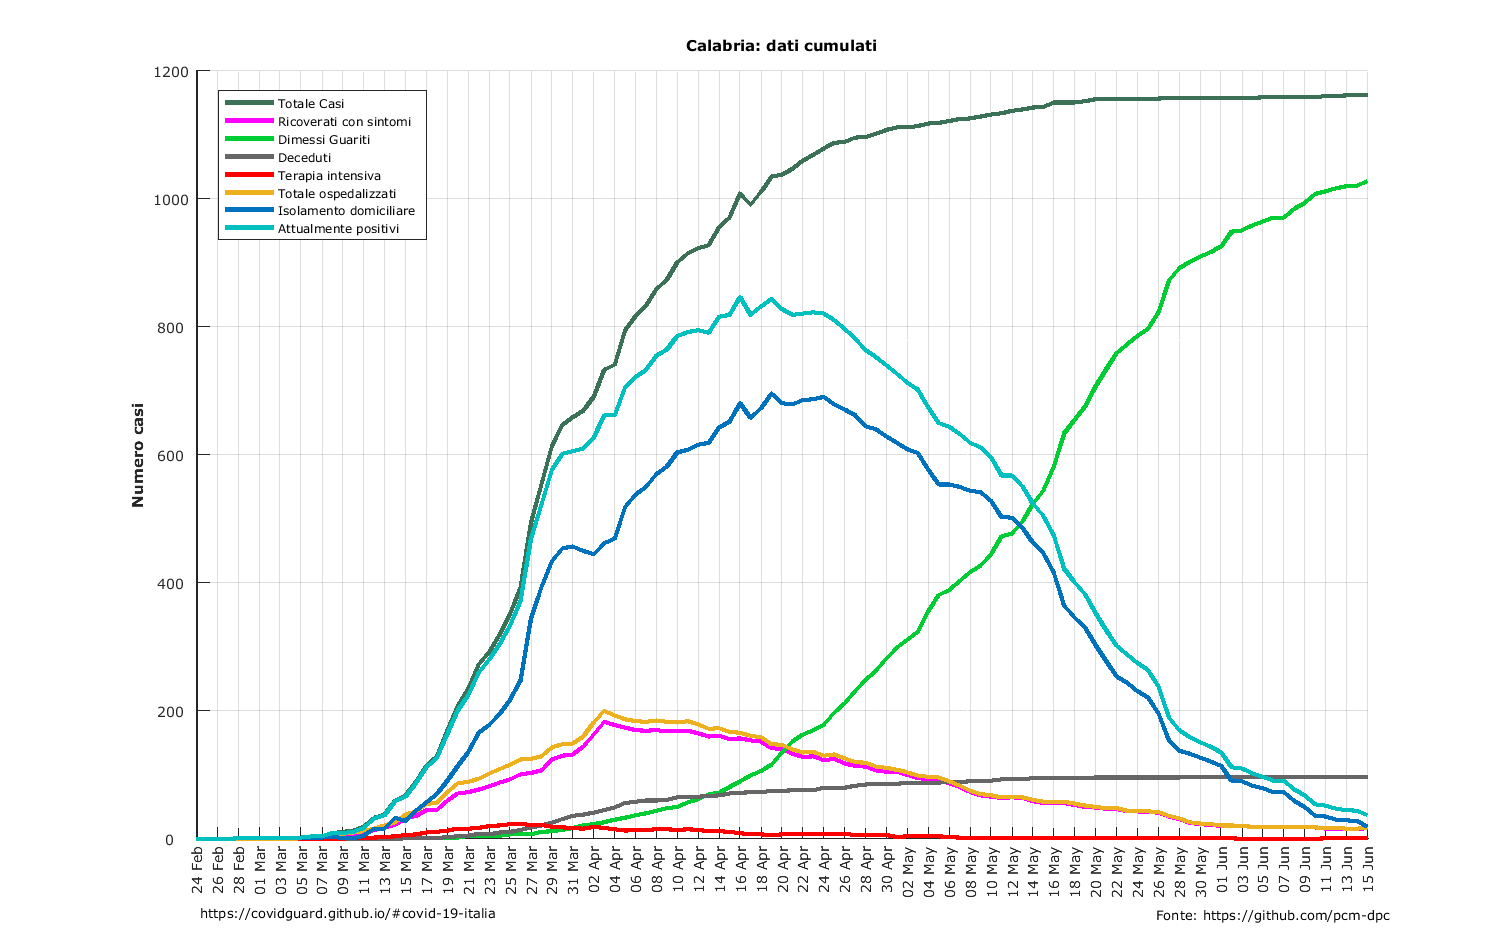 Calabria: dati cumulati
1200
1000
800
600
400
200
0
Numero casi
Totale Casi
Ricoverati con sintomi
Dimessi Guariti
Deceduti
Terapia intensiva
Totale ospedalizzati
Isolamento domiciliare
Attualmente positivi
24 Feb
26 Feb
28 Feb
01 Mar
03 Mar
05 Mar
07 Mar
09 Mar
11 Mar
13 Mar
15 Mar
17 Mar
19 Mar
21 Mar
23 Mar
25 Mar
27 Mar
29 Mar
31 Mar
02 Apr
04 Apr
06 Apr
08 Apr
10 Apr
12 Apr
14 Apr
16 Apr
18 Apr
20 Apr
22 Apr
24 Apr
26 Apr
28 Apr
30 Apr
02 May
04 May
06 May
08 May
10 May
12 May
14 May
16 May
18 May
20 May
22 May
24 May
26 May
28 May
30 May
01 Jun
03 Jun
05 Jun
07 Jun
09 Jun
11 Jun
13 Jun
15 Jun
https://covidguard.github.io/#covid-19-italia
Fonte: https://github.com/pcm-dpc